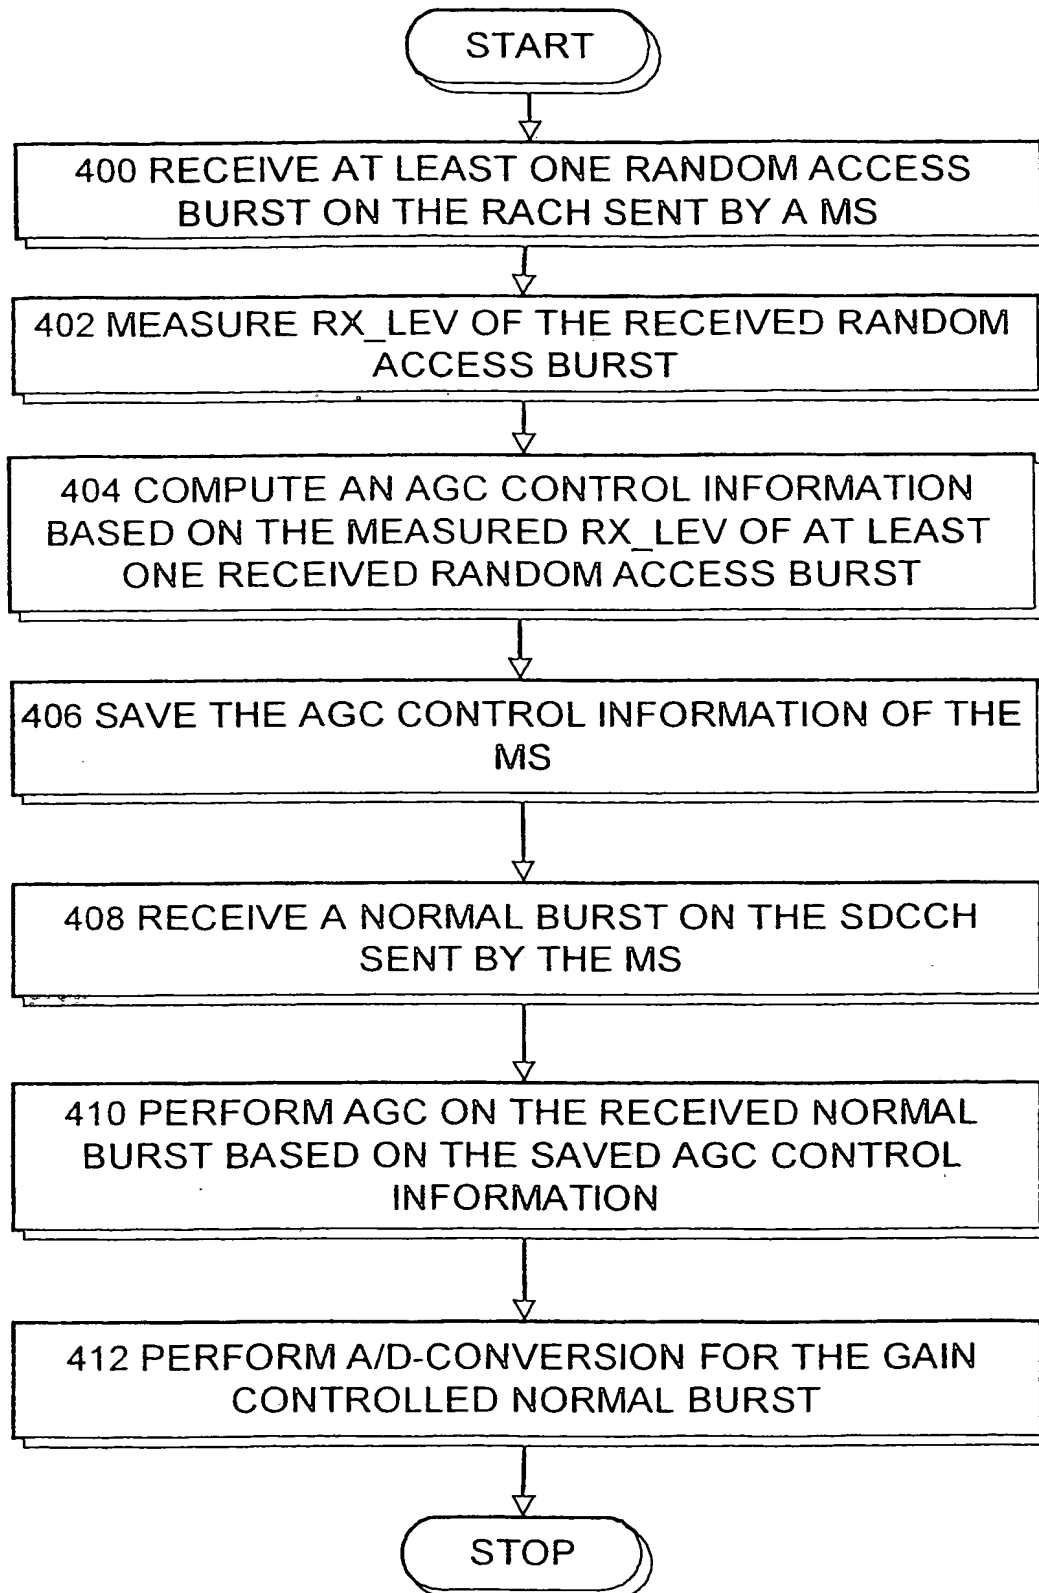 START
400 RECEIVE AT LEAST ONE RANDOM ACCESS
BURST ON THE RACH SENT BY A MS
402 MEASURE RX_LEV OF THE RECEIVED RANDOM
ACCESS BURST
404 COMPUTE AN AGC CONTROL INFORMATION
BASED ON THE MEASURED RX_LEV OF AT LEAST
ONE RECEIVED RANDOM ACCESS BURST
406 SAVE THE AGC CONTROL INFORMATION OF THE
MS
408 RECEIVE A NORMAL BURST ON THE SDCCH
SENT BY THE MS
410 PERFORM AGC ON THE RECEIVED NORMAL
BURST BASED ON THE SAVED AGC CONTROL
INFORMATION
412 PERFORM A/D-CONVERSION FOR THE GAIN
CONTROLLED NORMAL BURST
STOP